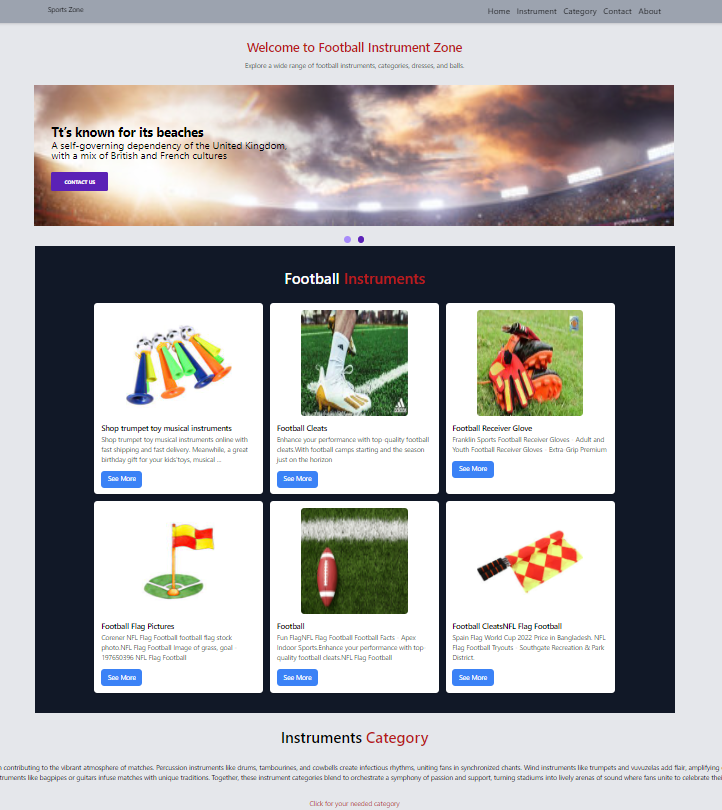 Sports Zone
Home Instrument Category Contact About
Welcome to Football Instrument Zone
Explore a wide range of football instruments, categories, dresses, and balls.
Tt's known for its beaches
A self-governing dependency of the United Kingdom,
with a mix of British and French cultures
CONTACT US
Football Instruments
Shop trumpet toy musical instruments
Shop trumpet toy musical instruments online with
fast shipping and fast delivery. Meanwhile, a great
birthday gift for your kids'toys, musical ...
See More
Football Cleats
Enhance your performance with top quality football
cleats.With football camps starting and the season
just on the horizon
See More
Football Receiver Glove
Franklin Sports Football Receiver Gloves · Adult and
Youth Football Receiver Gloves · Extra Grip Premium
See More
Football Flag Pictures
Corener NFL Flag Football football flag stock
photo.NFL Flag Football Image of grass, goal
197650396 NFL Flag Football
See More
Football
Fun FlagNFL Flag Football Football Facts · Apex
Indoor Sports.Enhance your performance with top
quality football cleats.NFL Flag Football
See More
Football CleatsNFL Flag Football
Spain Flag World Cup 2022 Price in Bangladesh. NFL
Flag Football Tryouts · Southgate Recreation & Park
District.
See More
Instruments Category
contributing to the vibrant atmosphere of matches. Percussion instruments like drums, tambourines, and cowbells create infectious rhythms, uniting fans in synchronized chants. Wind instruments like trumpets and vuvuzelas add flair, amplifying
truments like bagpipes or guitars infuse matches with unique traditions. Together, these instrument categories blend to orchestrate a symphony of passion and support, turning stadiums into lively arenas of sound where fans unite to celebrate thei
Click for your needed category